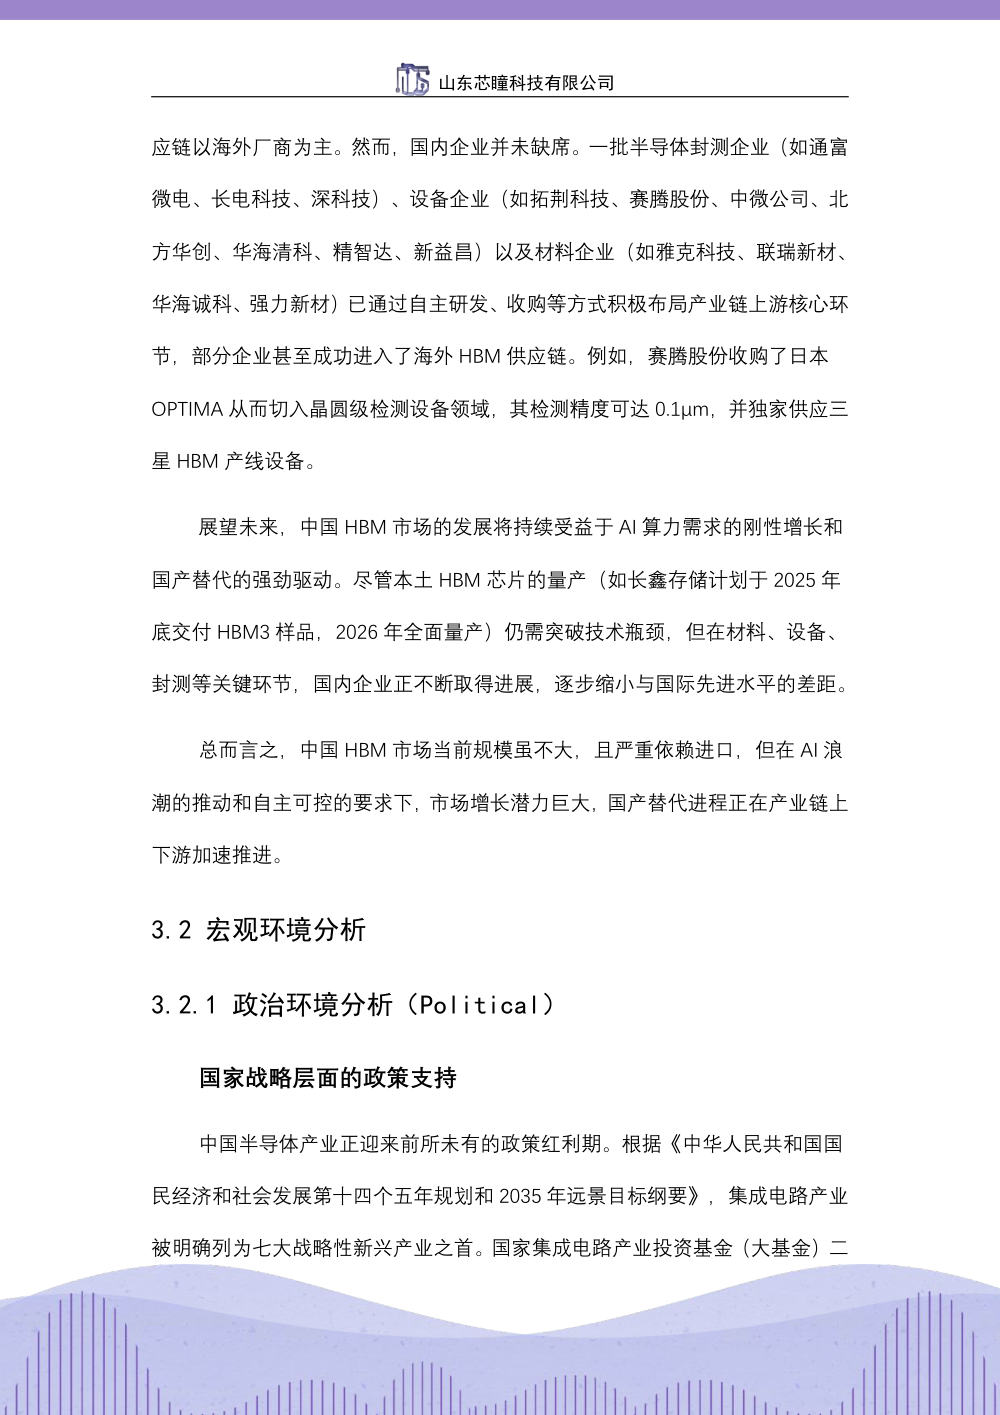 山东芯瞳科技有限公司
应链以海外厂商为主。然而，国内企业并未缺席。一批半导体封测企业（如通富
微电、长电科技、深科技）、设备企业（如拓荆科技、赛腾股份、中微公司、北
方华创、华海清科、精智达、新益昌）以及材料企业（如雅克科技、联瑞新材、
华海诚科、强力新材）已通过自主研发、收购等方式积极布局产业链上游核心环
节，部分企业甚至成功进入了海外 HBM 供应链。例如，赛腾股份收购了日本
OPTIMA 从而切入晶圆级检测设备领域，其检测精度可达 0.1μm，并独家供应三
星 HBM 产线设备。
展望未来，中国 HBM 市场的发展将持续受益于 AI 算力需求的刚性增长和
国产替代的强劲驱动。尽管本土 HBM 芯片的量产（如长鑫存储计划于 2025 年
底交付 HBM3 样品，2026 年全面量产）仍需突破技术瓶颈，但在材料、设备、
封测等关键环节，国内企业正不断取得进展，逐步缩小与国际先进水平的差距。
总而言之，中国 HBM 市场当前规模虽不大，且严重依赖进口，但在 AI 浪
潮的推动和自主可控的要求下，市场增长潜力巨大，国产替代进程正在产业链上
下游加速推进。
3.2 宏观环境分析
3.2.1 政治环境分析（Political）
国家战略层面的政策支持
中国半导体产业正迎来前所未有的政策红利期。根据《中华人民共和国国
民经济和社会发展第十四个五年规划和 2035 年远景目标纲要》，集成电路产业
被明确列为七大战略性新兴产业之首。国家集成电路产业投资基金（大基金）二